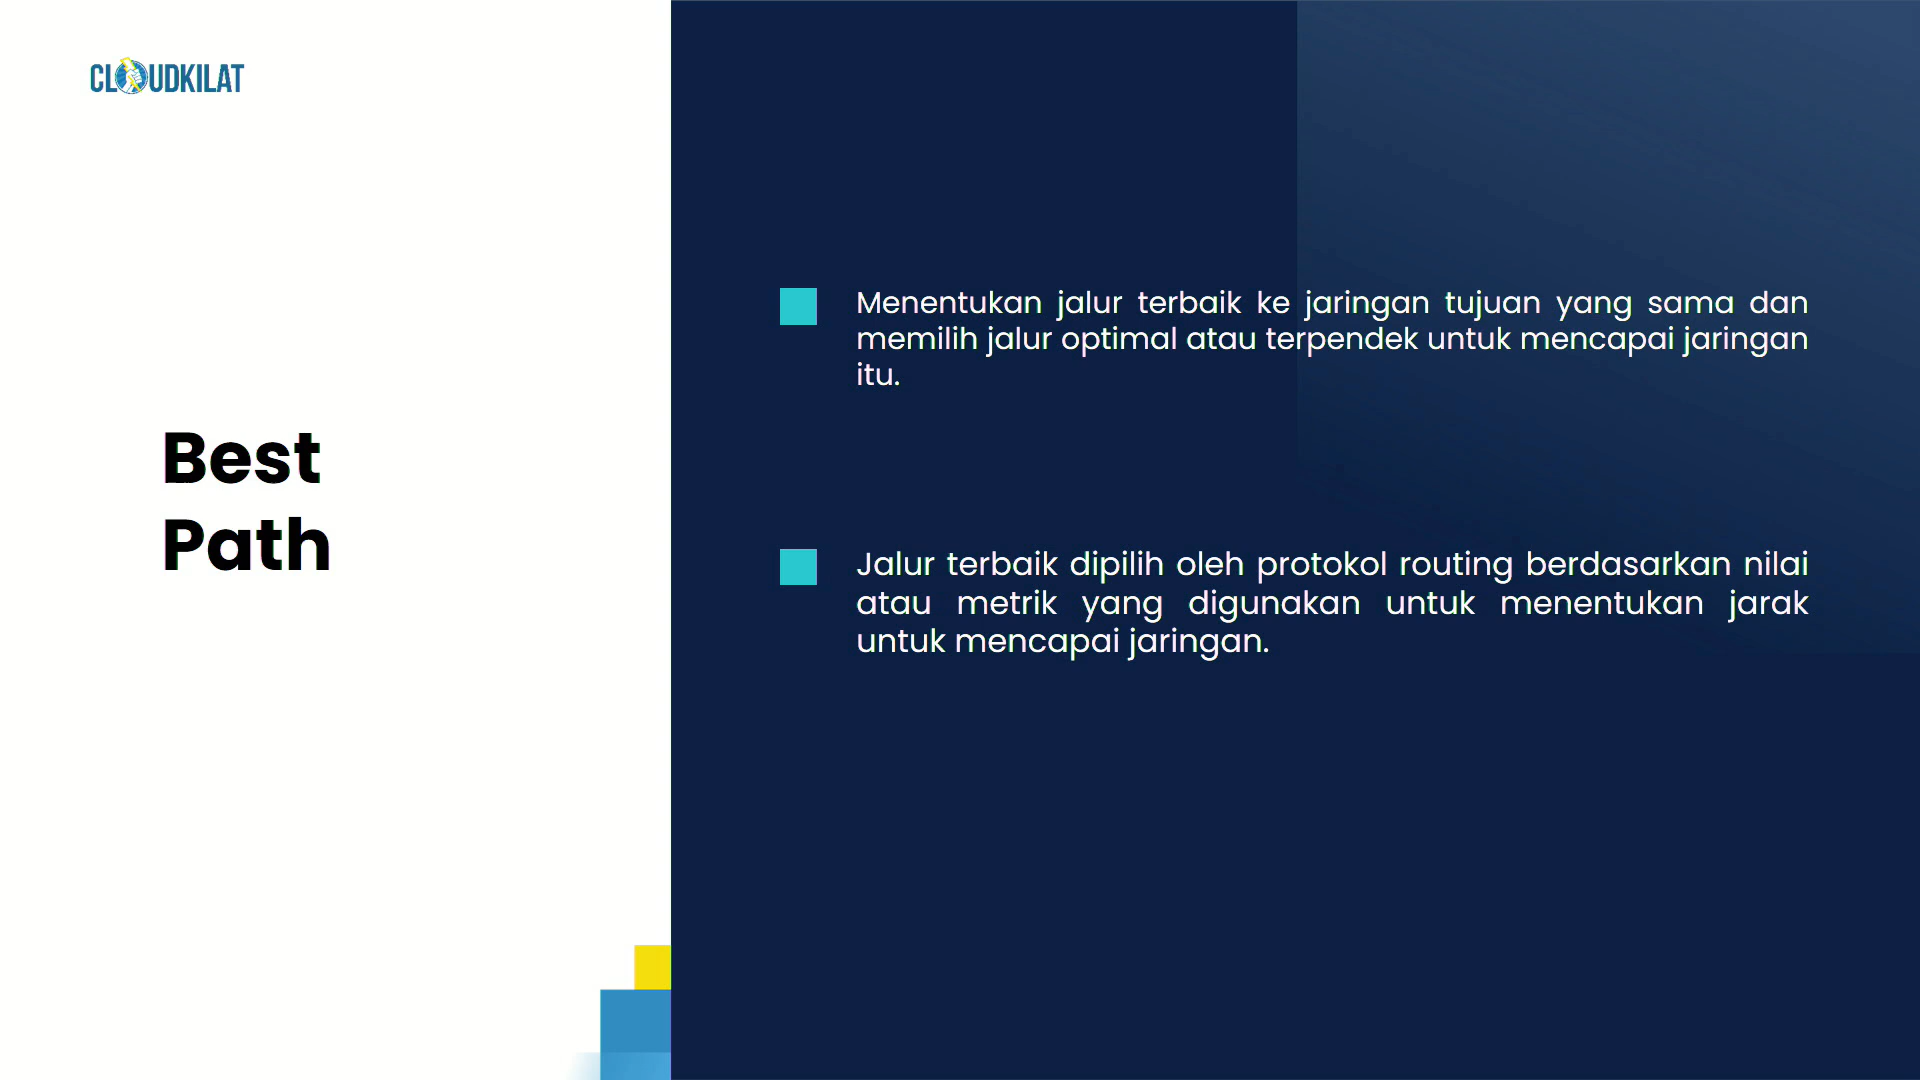 CLOUDKILAT
Best
Path
Menentukan jalur terbaik ke jaringan tujuan yang sama dan
memilih jalur optimal atau terpendek untuk mencapai jaringan
itu.
Jalur terbaik dipilih oleh protokol routing berdasarkan nilai
atau metrik yang digunakan untuk menentukan jarak
untuk mencapai jaringan.